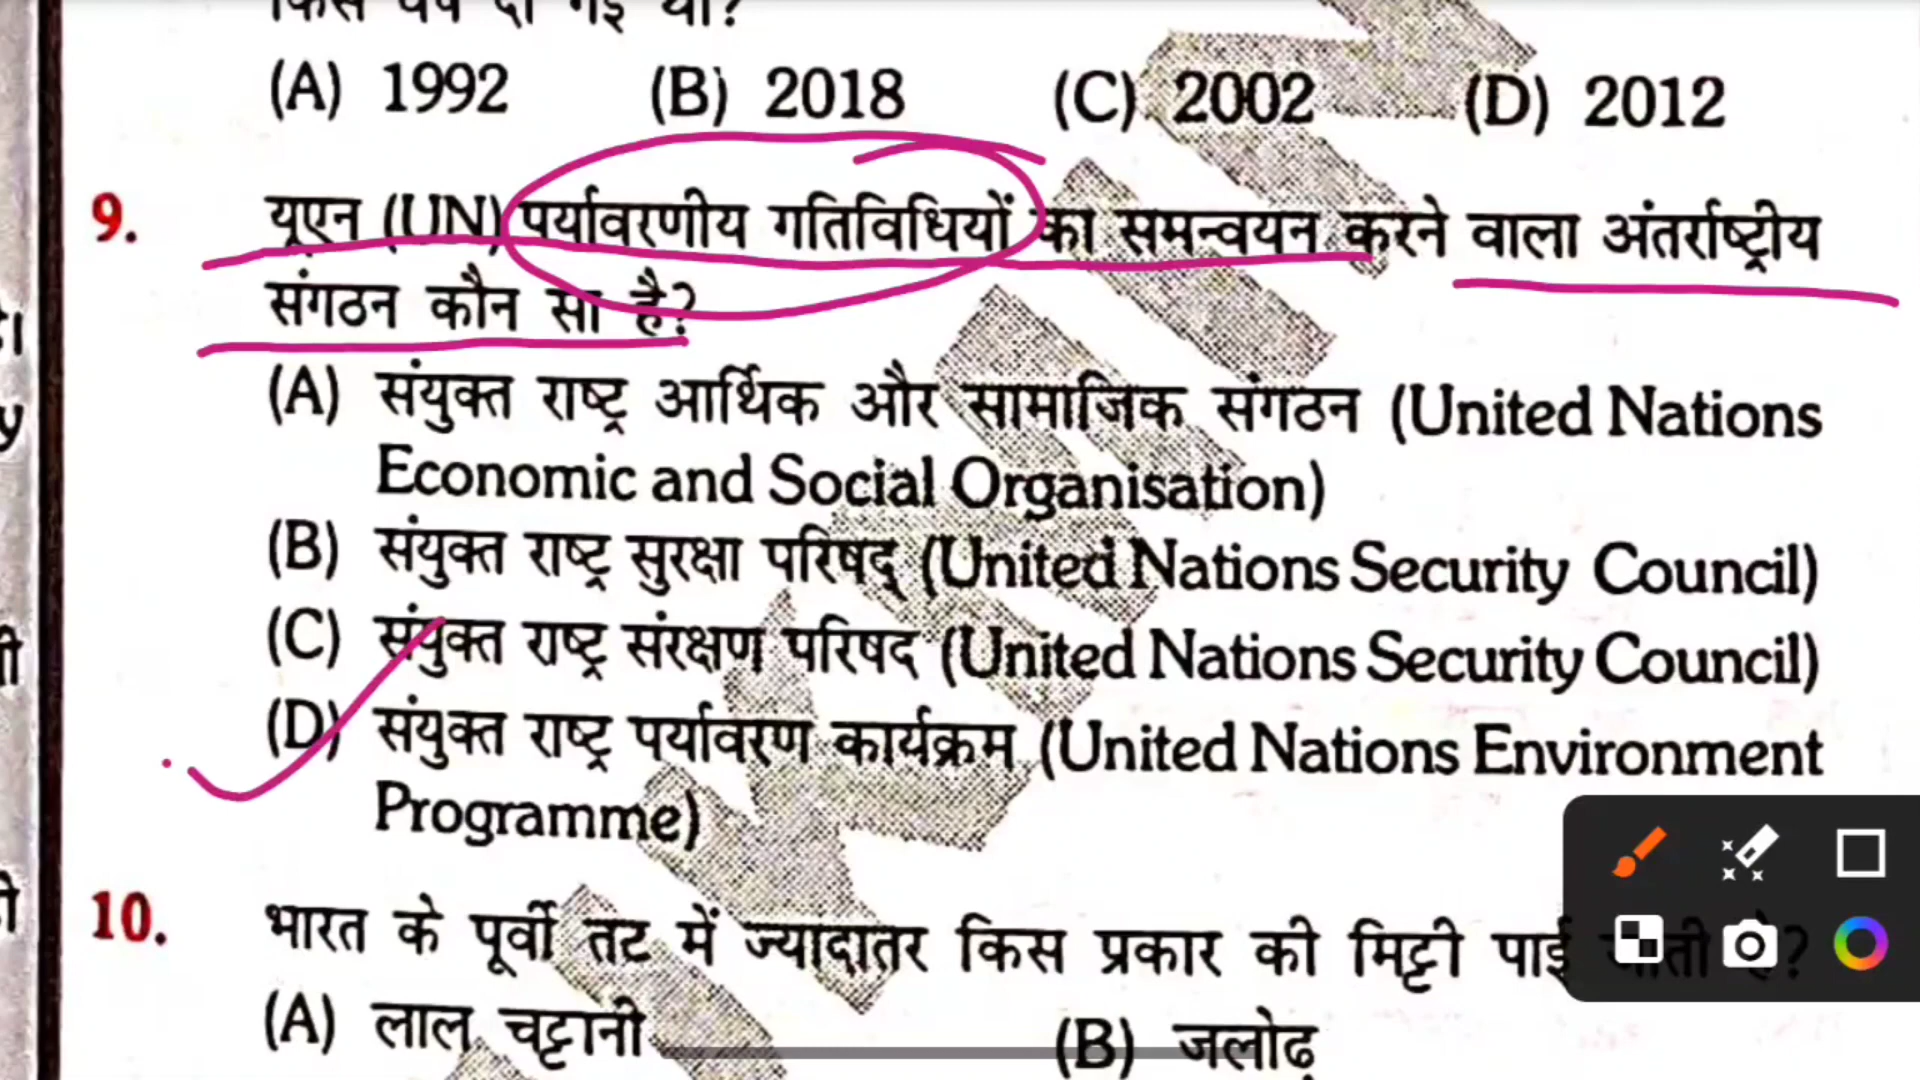 (A) 1992 (B) 2018 (C) 2002 (D) 2012
9. यूएन (UN) पर्यावरणीय गतिविधियों का समन्वयन करने वाला अंतर्राष्ट्रीय
संगठन कौन सा है?
(A) संयुक्त राष्ट्र आर्थिक और सामाजिक संगठन (United Nations
Economic and Social Organisation)
(B) संयुक्त राष्ट्र सुरक्षा परिषद् (United Nations Security Council)
(C) संयुक्त राष्ट्र संरक्षण परिषद (United Nations Security Council)
(D) संयुक्त राष्ट्र पर्यावरण कार्यक्रम (United Nations Environment
Programme)
10. भारत के पूर्वी तट में ज्यादातर किस प्रकार की मिट्टी पाई जाती है?
(A) लाल चट्टानी (B) जलोढ़